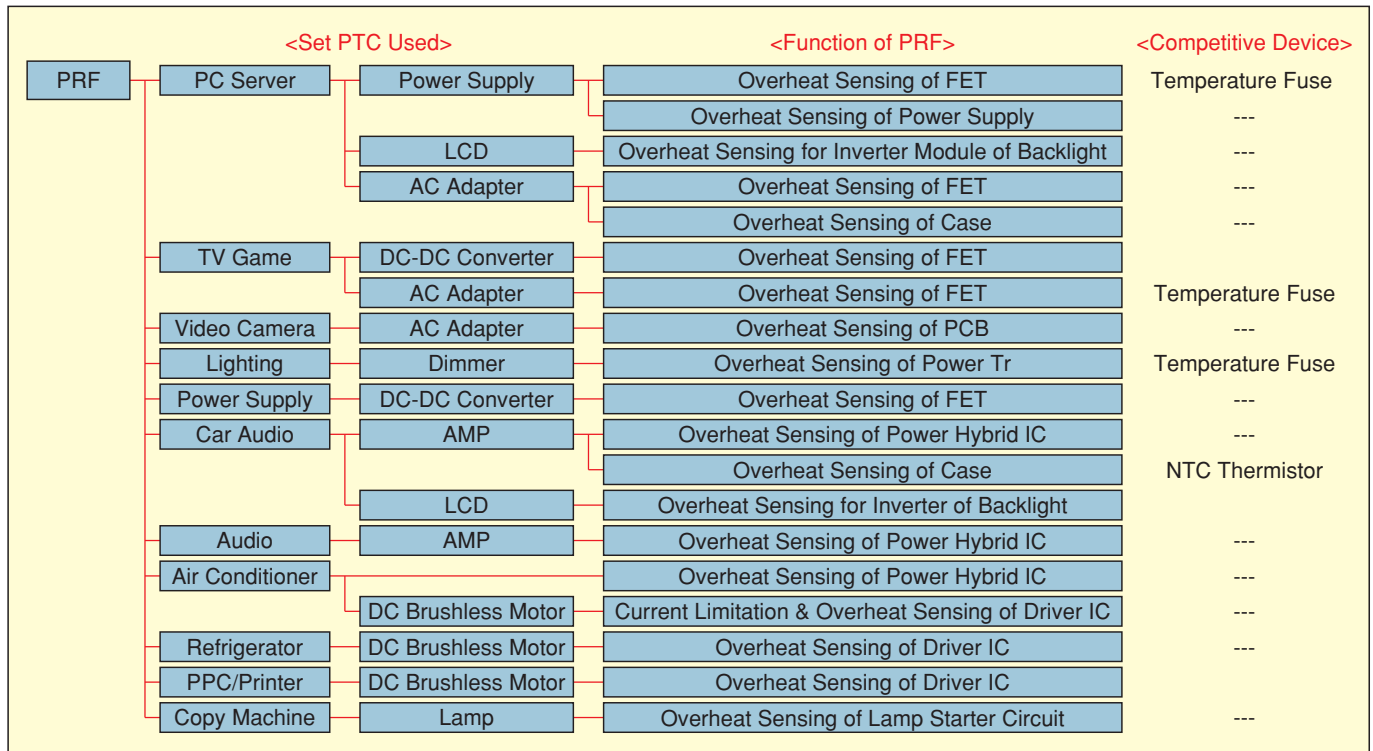 <Set PTC Used> <Function of PRF> <Competitive Device>
PRF PC Server Power Supply Overheat Sensing of FET Temperature Fuse
Overheat Sensing of Power Supply ---
LCD Overheat Sensing for Inverter Module of Backlight ---
AC Adapter Overheat Sensing of FET ---
Overheat Sensing of Case ---
TV Game DC-DC Converter Overheat Sensing of FET
AC Adapter Overheat Sensing of FET Temperature Fuse
Video Camera AC Adapter Overheat Sensing of PCB ---
Lighting Dimmer Overheat Sensing of Power Tr Temperature Fuse
Power Supply DC-DC Converter Overheat Sensing of FET ---
Car Audio AMP Overheat Sensing of Power Hybrid IC ---
Overheat Sensing of Case NTC Thermistor
LCD Overheat Sensing for Inverter of Backlight
Audio AMP Overheat Sensing of Power Hybrid IC ---
Air Conditioner Overheat Sensing of Power Hybrid IC ---
DC Brushless Motor Current Limitation & Overheat Sensing of Driver IC ---
Refrigerator DC Brushless Motor Overheat Sensing of Driver IC ---
PPC/Printer DC Brushless Motor Overheat Sensing of Driver IC
Copy Machine Lamp Overheat Sensing of Lamp Starter Circuit ---